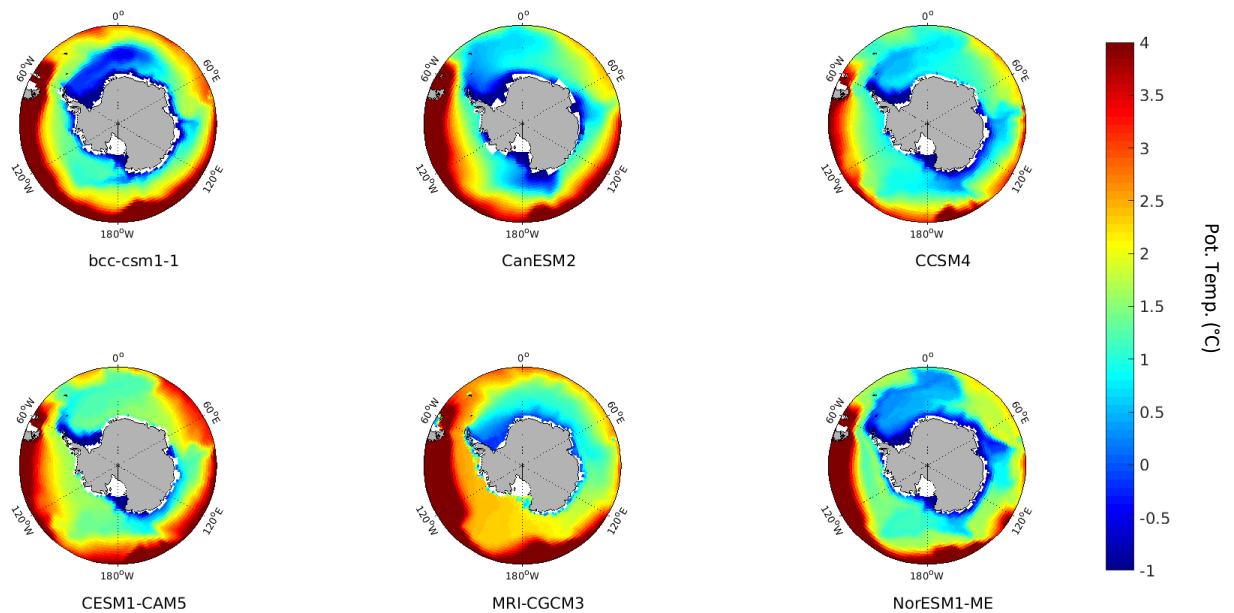 0° 0° 0°
60°W 60°E 60°W 60°E 60°W 60°E
120°W 120°E 120°W 120°E 120°W 120°E
180°W 180°W 180°W
bcc-csm1-1 CanESM2 CCSM4
0° 0° 0°
60°W 60°E 60°W 60°E 60°W 60°E
120°W 120°E 120°W 120°E 120°W 120°E
180°W 180°W 180°W
CESM1-CAM5 MRI-CGCM3 NorESM1-ME
4
3.5
3
2.5
2
1.5
1
0.5
0
-0.5
-1
Pot. Temp. (°C)